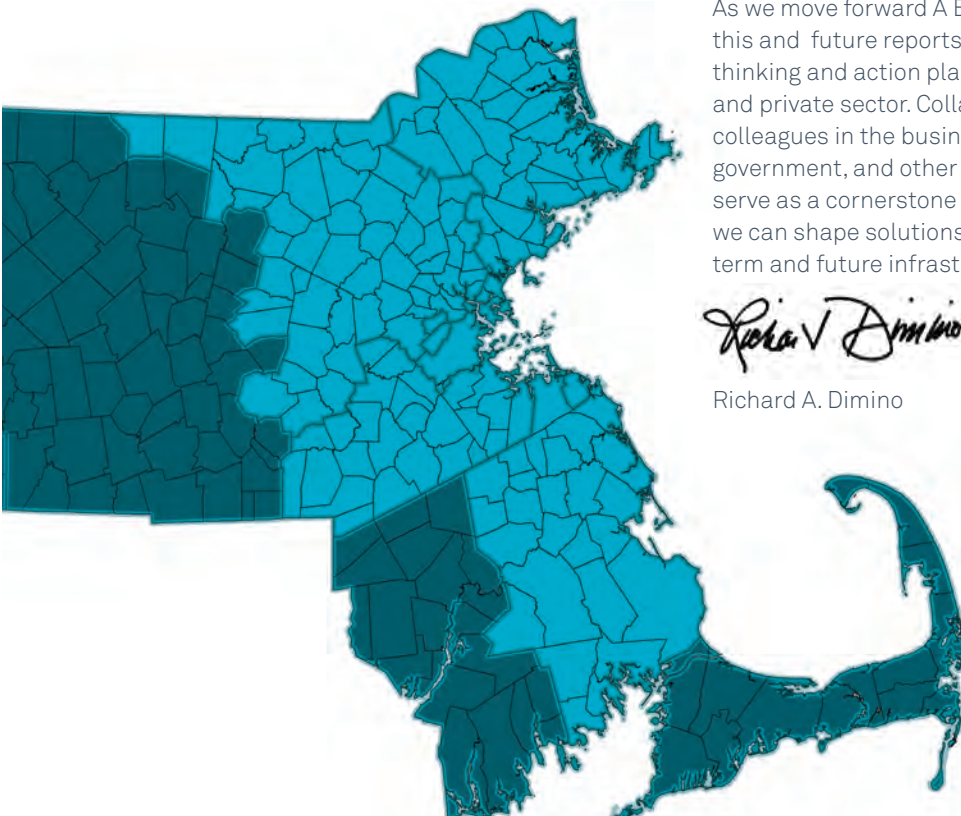 As we move forward A
this and future reports
thinking and action pla
and private sector. Colla
colleagues in the busin
government, and other
serve as a cornerstone
we can shape solutions
term and future infrast
Richard A. Dimino